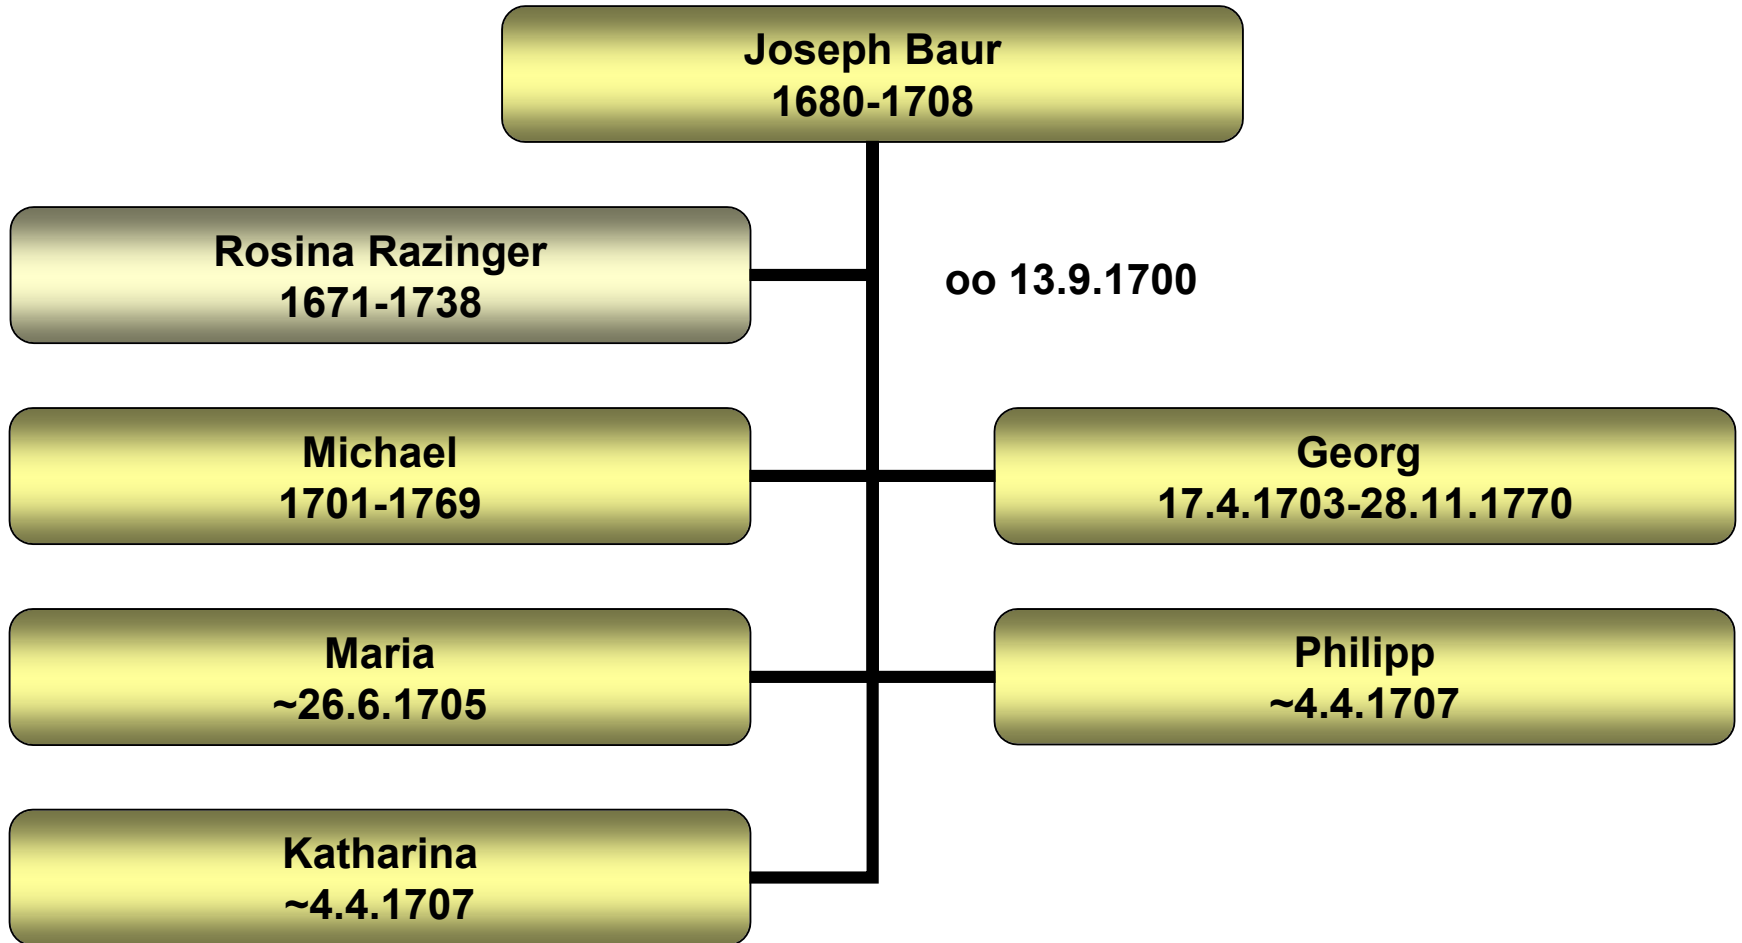 Joseph Baur
1680-1708
Rosina Razinger
1671-1738
oo 13.9.1700
Michael
1701-1769
Georg
17.4.1703-28.11.1770
Maria
~26.6.1705
Philipp
~4.4.1707
Katharina
~4.4.1707